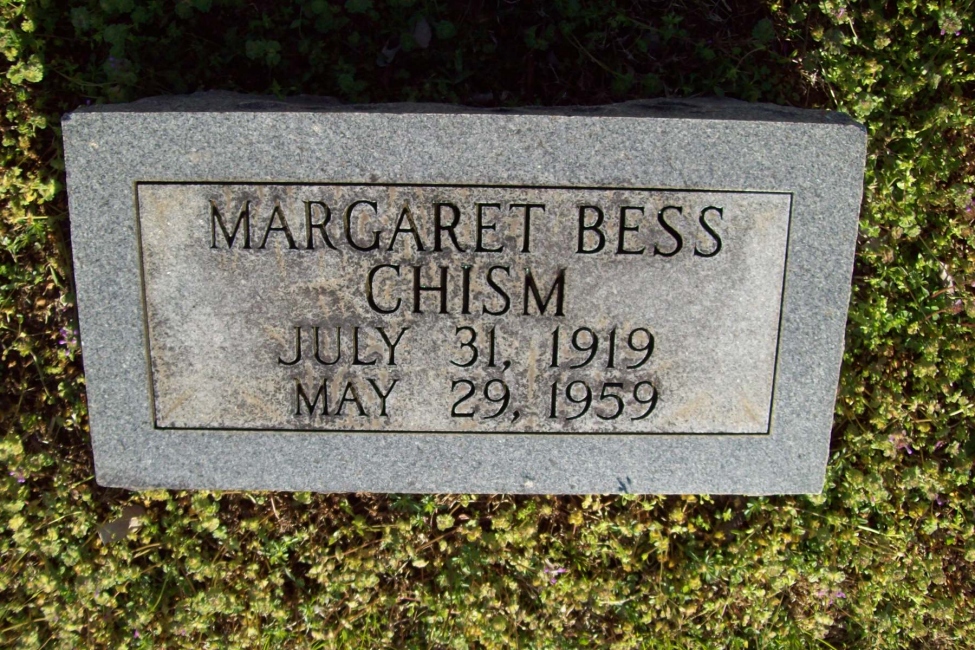 MARGARET BESS
CHISM
JULY 31, 1919
MAY 29, 1959